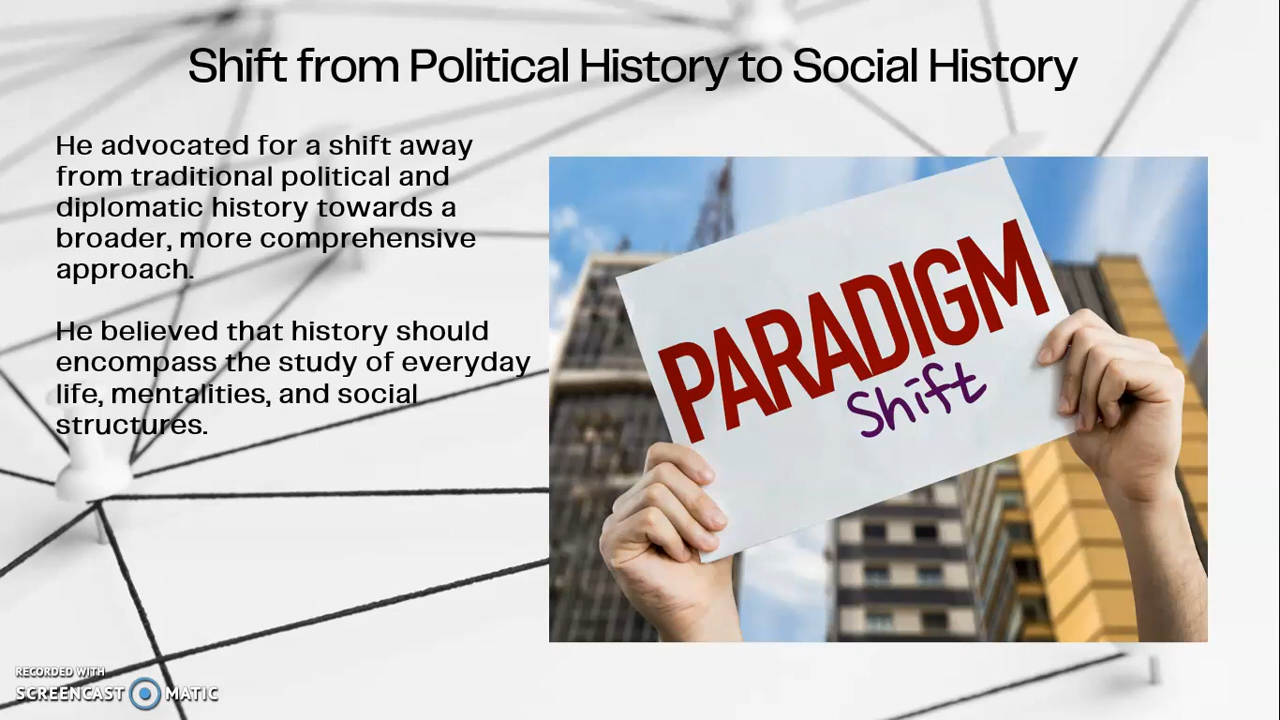 Shift from Political History to Social History
He advocated for a shift away
from traditional political and
diplomatic history towards a
broader, more comprehensive
approach.
He believed that history should
encompass the study of everyday
life, mentalities, and social
structures.
PARADIGM
Shift
RECORDED WITH
SCREENCAST MATIC